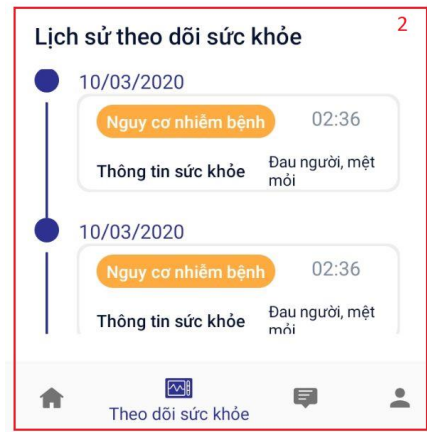 Lịch sử theo dõi sức khỏe
2
10/03/2020
Nguy cơ nhiễm bệnh
02:36
Thông tin sức khỏe
Đau người, mệt
mỏi
10/03/2020
Nguy cơ nhiễm bệnh
02:36
Thông tin sức khỏe
Đau người, mệt
mỏi
Theo dõi sức khỏe